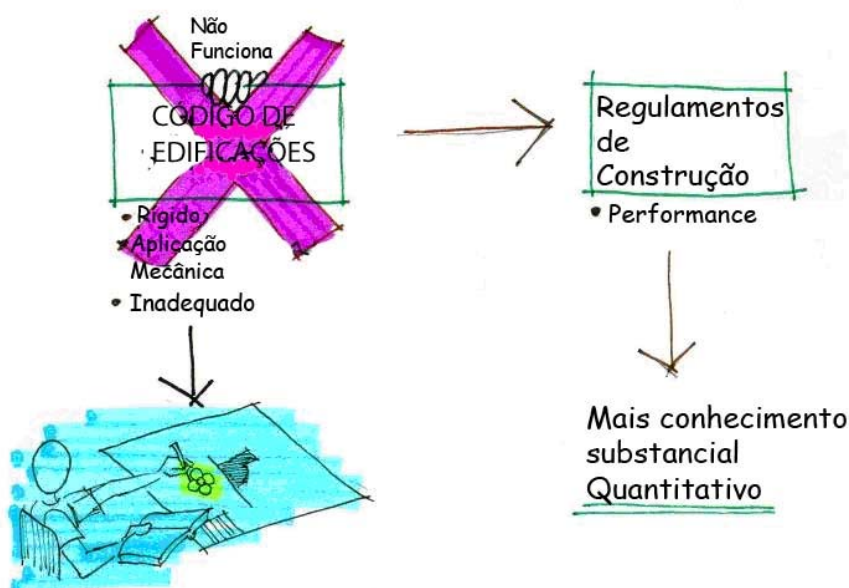 Não
Funciona
CÓDIGO DE
EDIFICAÇÕES
• Rígido
• Aplicação
Mecânica
• Inadequado
Regulamentos
de
Construção
• Performance
Mais conhecimento
substancial
Quantitativo